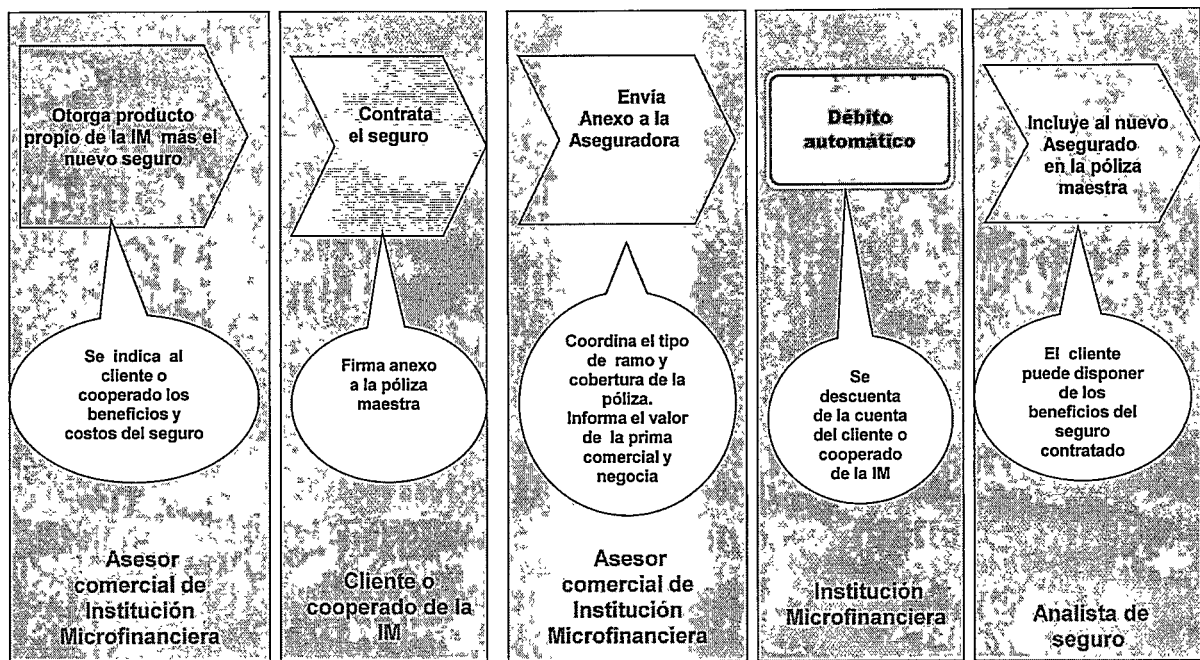 Otorga producto
propio de la IM más el
nuevo seguro
Se indica al
cliente o
cooperado los
beneficios y
costos del seguro
Asesor
comercial de
Institución
Microfinanciera
Contrata
el seguro
Firma anexo
a la póliza
maestra
Cliente o
cooperado de la
IM
Envía
Anexo a la
Aseguradora
Coordina el tipo
de ramo y
cobertura de la
póliza.
Informa el valor
de la prima
comercial y
negocia
Asesor
comercial de
Institución
Microfinanciera
Débito
automático
Se
descuenta
de la cuenta
del cliente o
cooperado
de la IM
Institución
Microfinanciera
Incluye al nuevo
Asegurado
en la póliza
maestra
El cliente
puede disponer
de los
beneficios del
seguro
contratado
Analista de
seguro